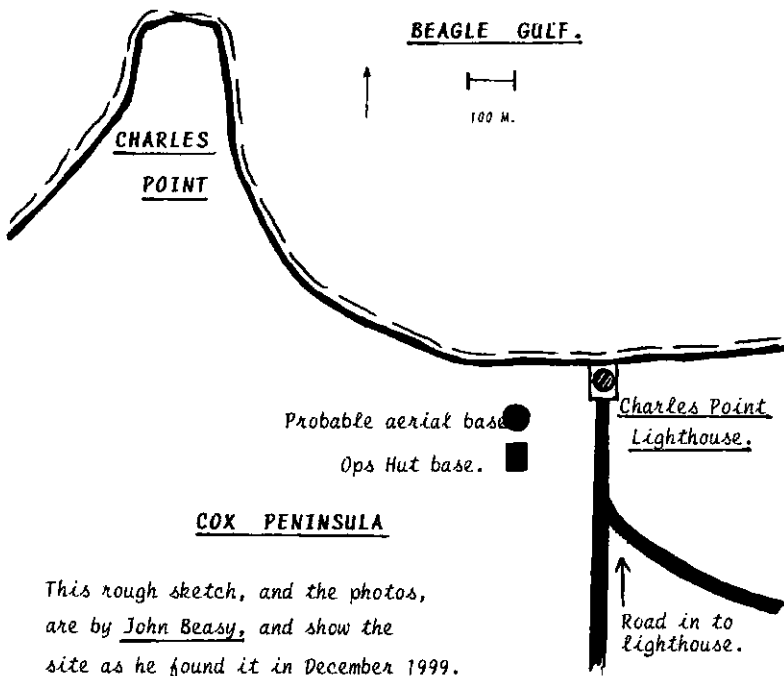 BEAGLE GULF.
100 M.
CHARLES
POINT
Probable aerial base
Ops Hut base.
Charles Point
Lighthouse.
COX PENINSULA
This rough sketch, and the photos,
are by John Beasy, and show the
site as he found it in December 1999.
Road in to
lighthouse.